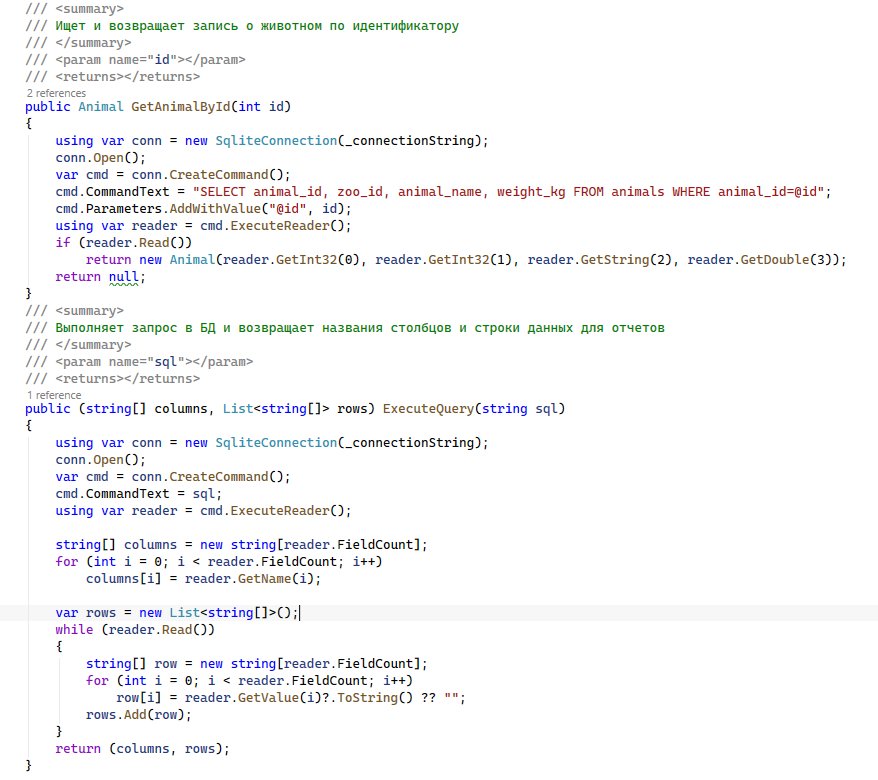 /// <summary>
/// Ищет и возвращает запись о животном по идентификатору
/// </summary>
/// <param name="id"></param>
/// <returns></returns>
2 references
public Animal GetAnimalById(int id)
{
    using var conn = new SqliteConnection(_connectionString);
    conn.Open();
    var cmd = conn.CreateCommand();
    cmd.CommandText = "SELECT animal_id, zoo_id, animal_name, weight_kg FROM animals WHERE animal_id=@id";
    cmd.Parameters.AddWithValue("@id", id);
    using var reader = cmd.ExecuteReader();
    if (reader.Read())
        return new Animal(reader.GetInt32(0), reader.GetInt32(1), reader.GetString(2), reader.GetDouble(3));
    return null;
}
/// <summary>
/// Выполняет запрос в БД и возвращает названия столбцов и строки данных для отчетов
/// </summary>
/// <param name="sql"></param>
/// <returns></returns>
1 reference
public (string[] columns, List<string[]> rows) ExecuteQuery(string sql)
{
    using var conn = new SqliteConnection(_connectionString);
    conn.Open();
    var cmd = conn.CreateCommand();
    cmd.CommandText = sql;
    using var reader = cmd.ExecuteReader();

    string[] columns = new string[reader.FieldCount];
    for (int i = 0; i < reader.FieldCount; i++)
        columns[i] = reader.GetName(i);

    var rows = new List<string[]>();
    while (reader.Read())
    {
        string[] row = new string[reader.FieldCount];
        for (int i = 0; i < reader.FieldCount; i++)
            row[i] = reader.GetValue(i)?.ToString() ?? "";
        rows.Add(row);
    }
    return (columns, rows);
}